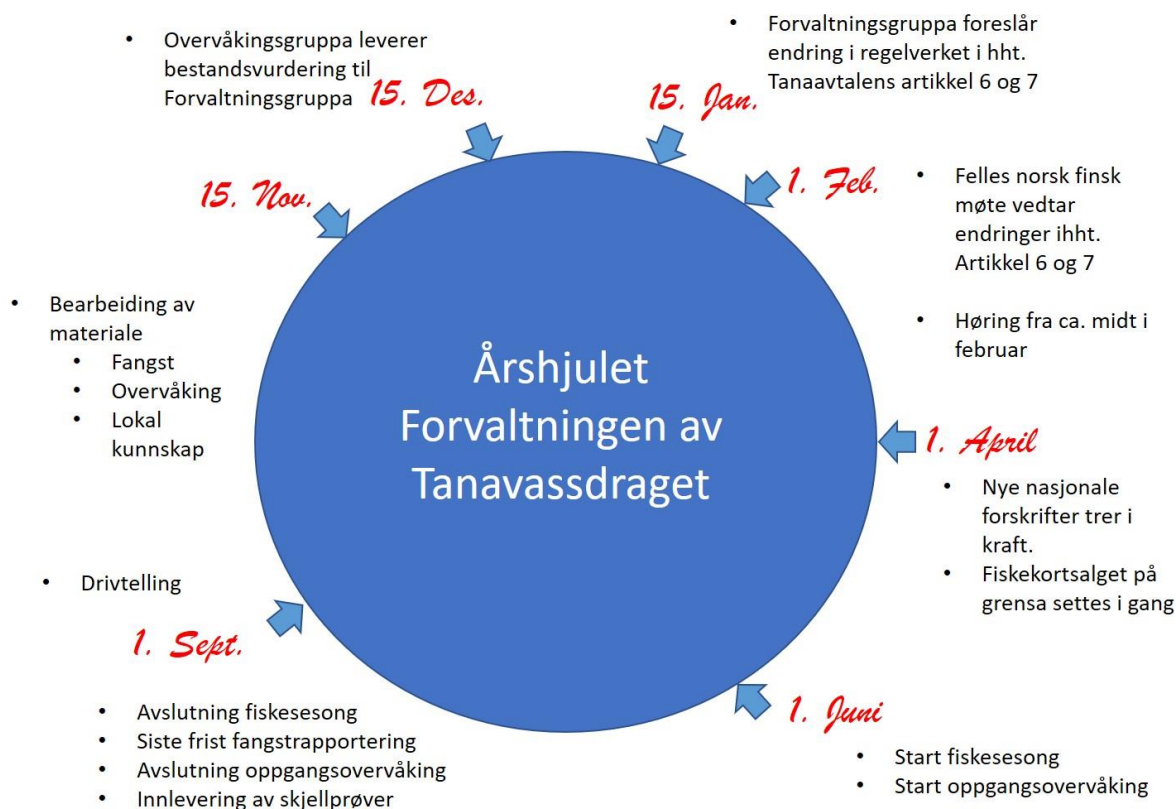 • Overvåkingsgruppa leverer
bestandsvurdering til
Forvaltningsgruppa
15. Des.
15. Jan.
• Forvaltningsgruppa foreslår
endring i regelverket i hht.
Tanaavtalens artikkel 6 og 7
1. Feb.
• Felles norsk finsk
møte vedtar
endringer ihht.
Artikkel 6 og 7
• Høring fra ca. midt i
februar
1. April
• Nye nasjonale
forskrifter trer i
kraft.
• Fiskekortsalget på
grensa settes i gang
1. Juni
• Start fiskesesong
• Start oppgangsovervåking
1. Sept.
• Avslutning fiskesesong
• Siste frist fangstrapportering
• Avslutning oppgangsovervåking
• Innlevering av skjellprøver
• Drivtelling
• Bearbeiding av
materiale
• Fangst
• Overvåking
• Lokal
kunnskap
15. Nov.
Årshjulet
Forvaltningen av
Tanavassdraget